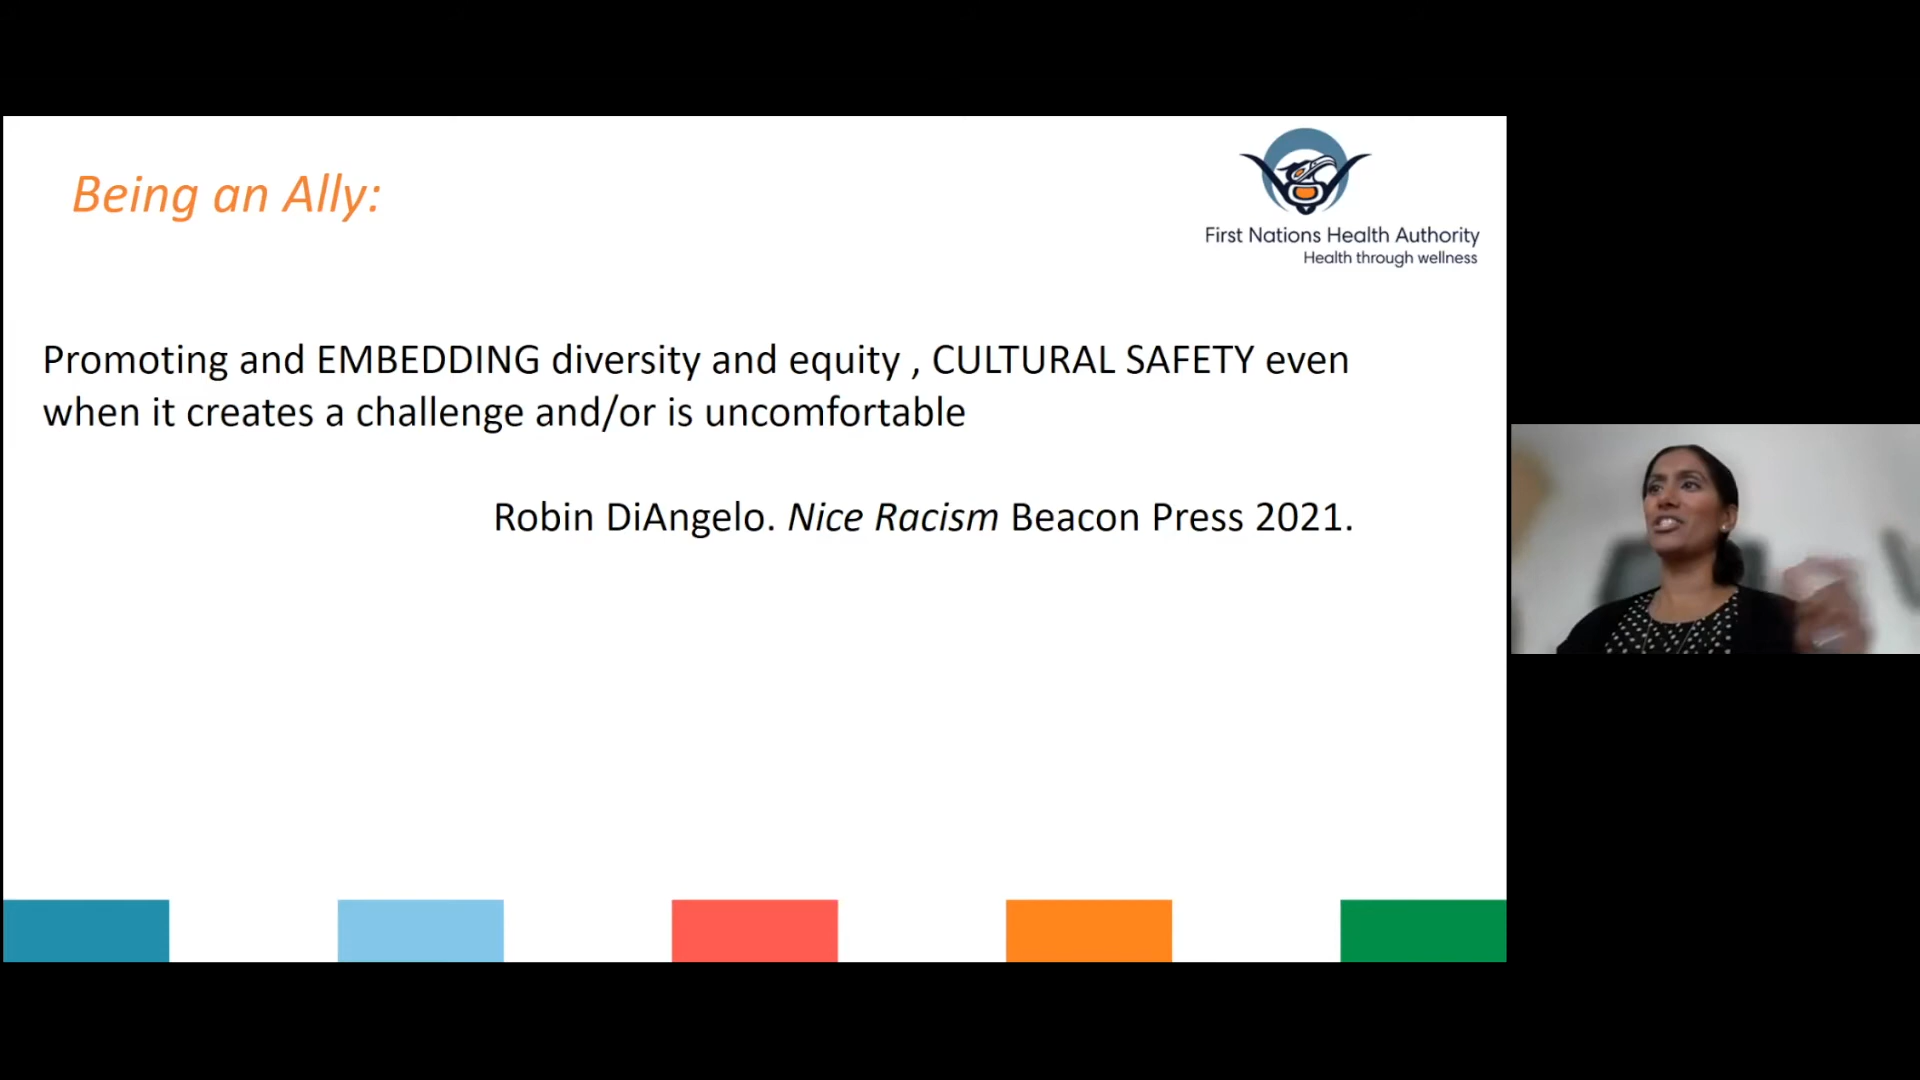 Being an Ally:
First Nations Health Authority
Health through wellness
Promoting and EMBEDDING diversity and equity , CULTURAL SAFETY even
when it creates a challenge and/or is uncomfortable
Robin DiAngelo. Nice Racism Beacon Press 2021.